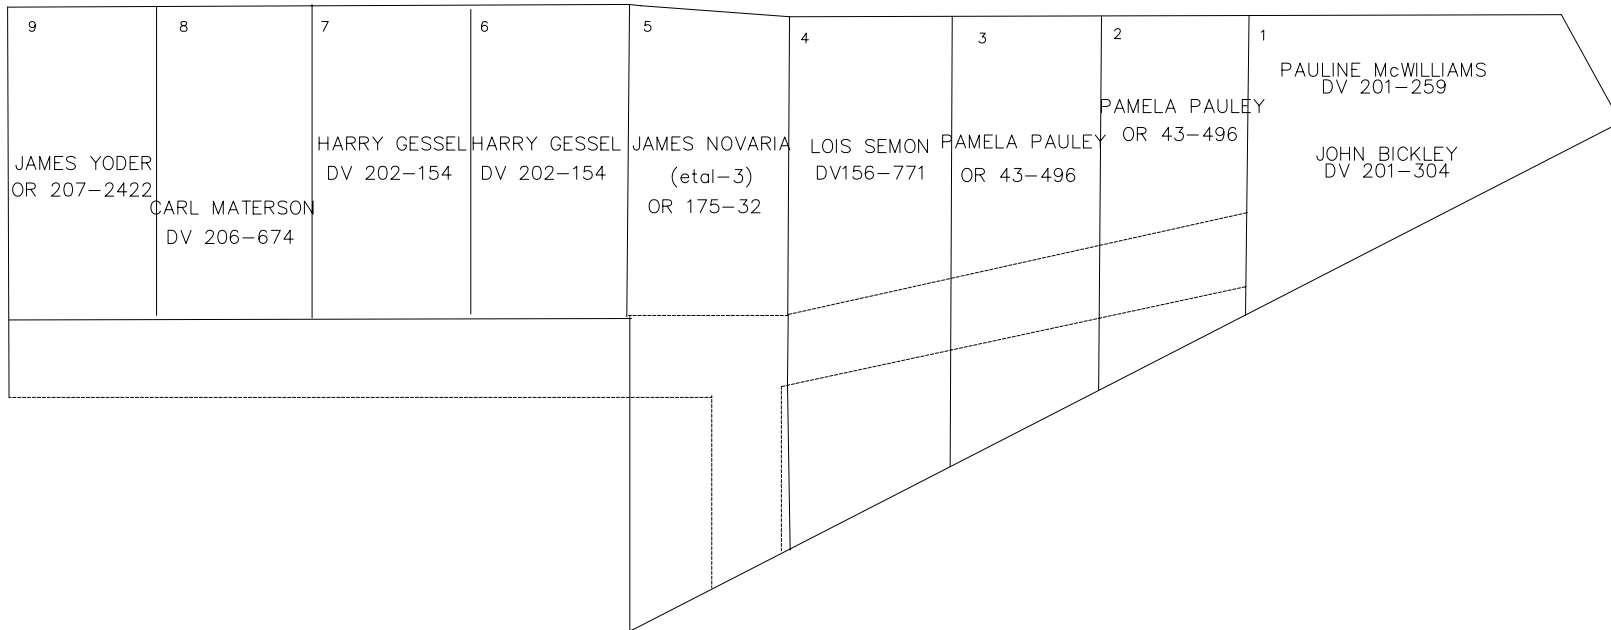 9
JAMES YODER
OR 207-2422
8
CARL MATERSON
DV 206-674
7
HARRY GESSEL
DV 202-154
6
HARRY GESSEL
DV 202-154
5
JAMES NOVARIA
(etal-3)
OR 175-32
4
LOIS SEMON
DV156-771
3
PAMELA PAULEY
OR 43-496
2
PAMELA PAULEY
OR 43-496
1
PAULINE McWILLIAMS
DV 201-259
JOHN BICKLEY
DV 201-304